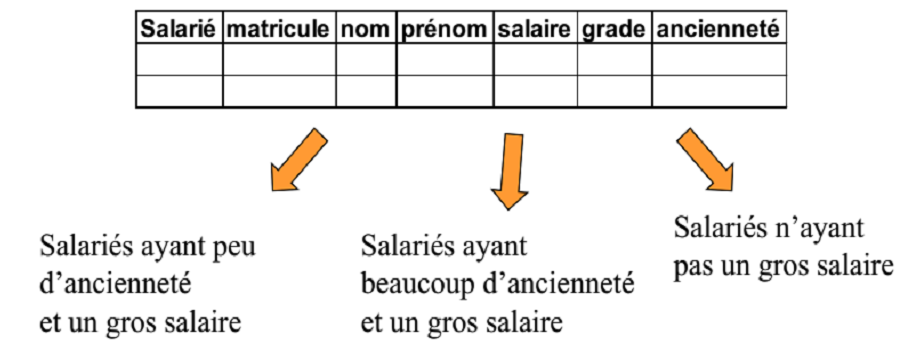 Salarié matricule nom prénom salaire grade ancienneté
Salariés ayant peu
d'ancienneté
et un gros salaire
Salariés ayant
beaucoup d'ancienneté
et un gros salaire
Salariés n'ayant
pas un gros salaire